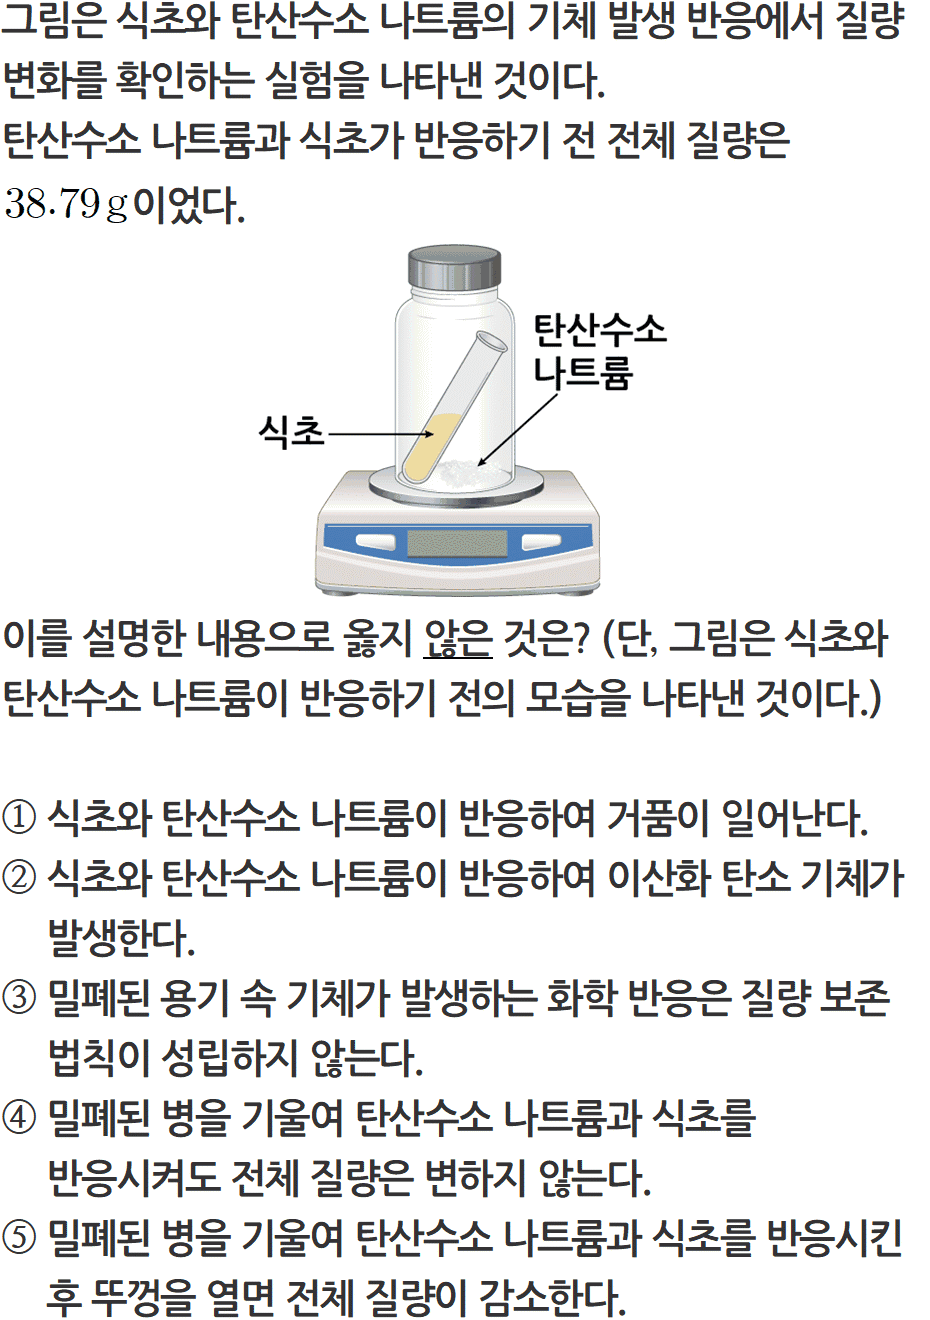 그림은 식초와 탄산수소 나트륨의 기체 발생 반응에서 질량
변화를 확인하는 실험을 나타낸 것이다.
탄산수소 나트륨과 식초가 반응하기 전 전체 질량은
38.79 g이었다.
탄산수소
나트륨
식초
이를 설명한 내용으로 옳지 않은 것은? (단, 그림은 식초와
탄산수소 나트륨이 반응하기 전의 모습을 나타낸 것이다.)
① 식초와 탄산수소 나트륨이 반응하여 거품이 일어난다.
② 식초와 탄산수소 나트륨이 반응하여 이산화 탄소 기체가
발생한다.
③ 밀폐된 용기 속 기체가 발생하는 화학 반응은 질량 보존
법칙이 성립하지 않는다.
④ 밀폐된 병을 기울여 탄산수소 나트륨과 식초를
반응시켜도 전체 질량은 변하지 않는다.
⑤ 밀폐된 병을 기울여 탄산수소 나트륨과 식초를 반응시킨
후 뚜껑을 열면 전체 질량이 감소한다.